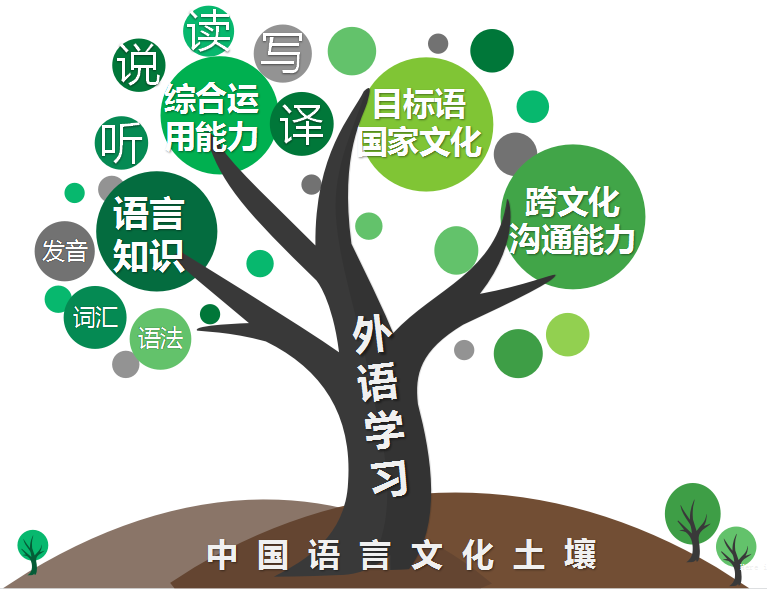 读
说
写
综合运
用能力
译
听
目标语
国家文化
语言
知识
跨文化
沟通能力
发音
词汇
语法
外
语
学
习
中国语言文化土壤